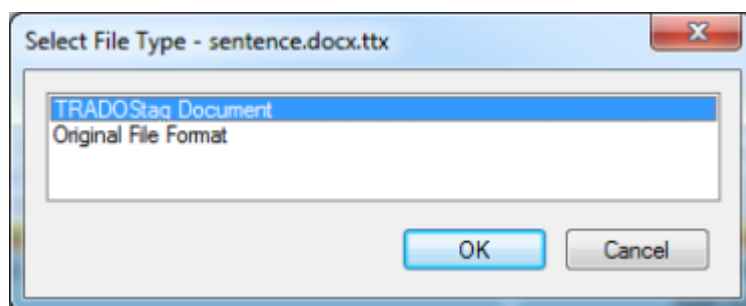 Select File Type - sentence.docx.ttx
TRADOStag Document
Original File Format
OK
Cancel